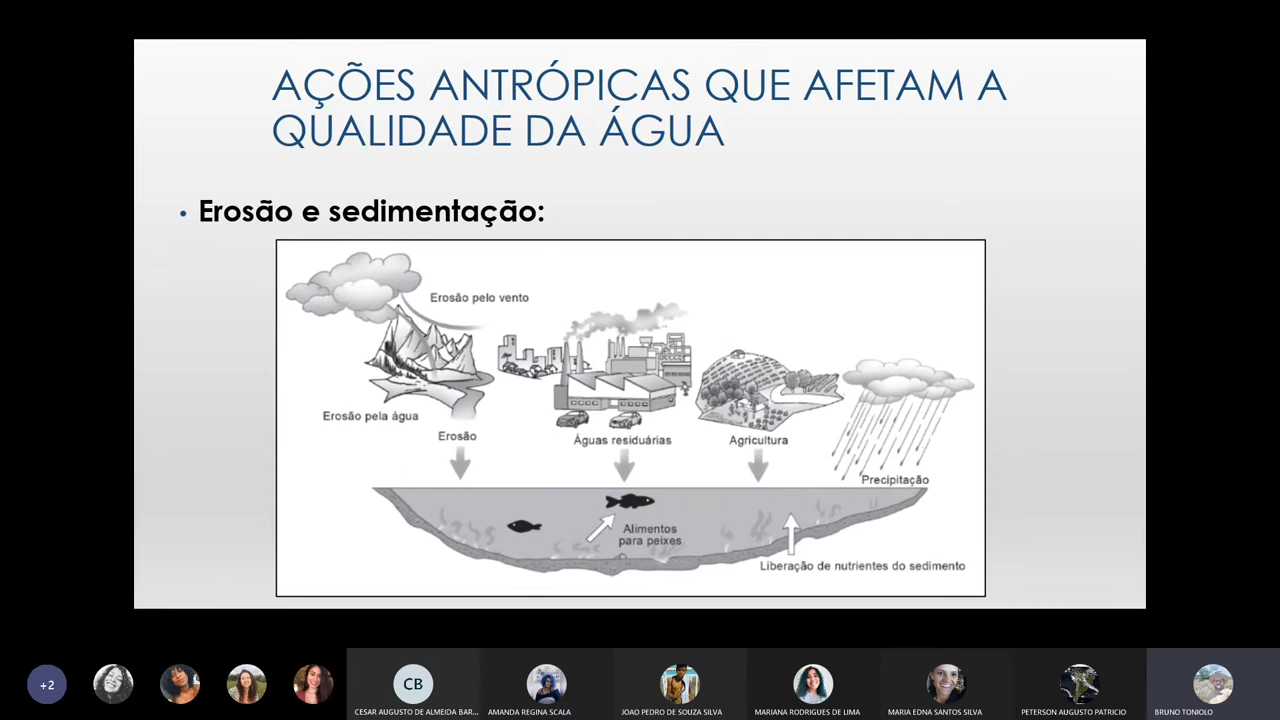 AÇÕES ANTRÓPICAS QUE AFETAM A
QUALIDADE DA ÁGUA
• Erosão e sedimentação:
Erosão pelo vento
Erosão pela água
Erosão
Águas residuárias
Agricultura
Precipitação
Alimentos
para peixes
Liberação de nutrientes do sedimento
+2
CB
CESAR AUGUSTO DE ALMEIDA BAR...
AMANDA REGINA SCALA
JOAO PEDRO DE SOUZA SILVA
MARIANA RODRIGUES DE LIMA
MARIA EDNA SANTOS SILVA
PETERSON AUGUSTO PATRICIO
BRUNO TONIOLO